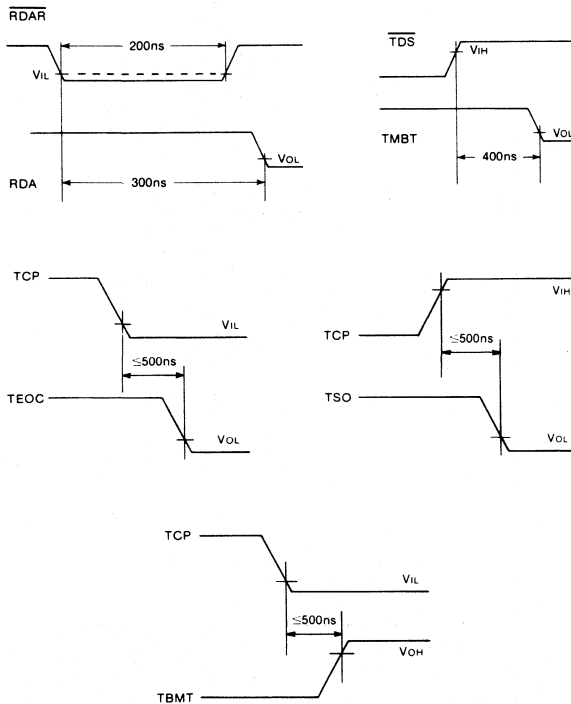 RDAR
200ns
VIL
RDA
VOL
300ns
TDS
VIH
TMBT
VOL
400ns
TCP
VIL
≤500ns
TEOC
VOL
VIH
TCP
≤500ns
TSO
VOL
TCP
VIL
≤500ns
VOH
TBMT